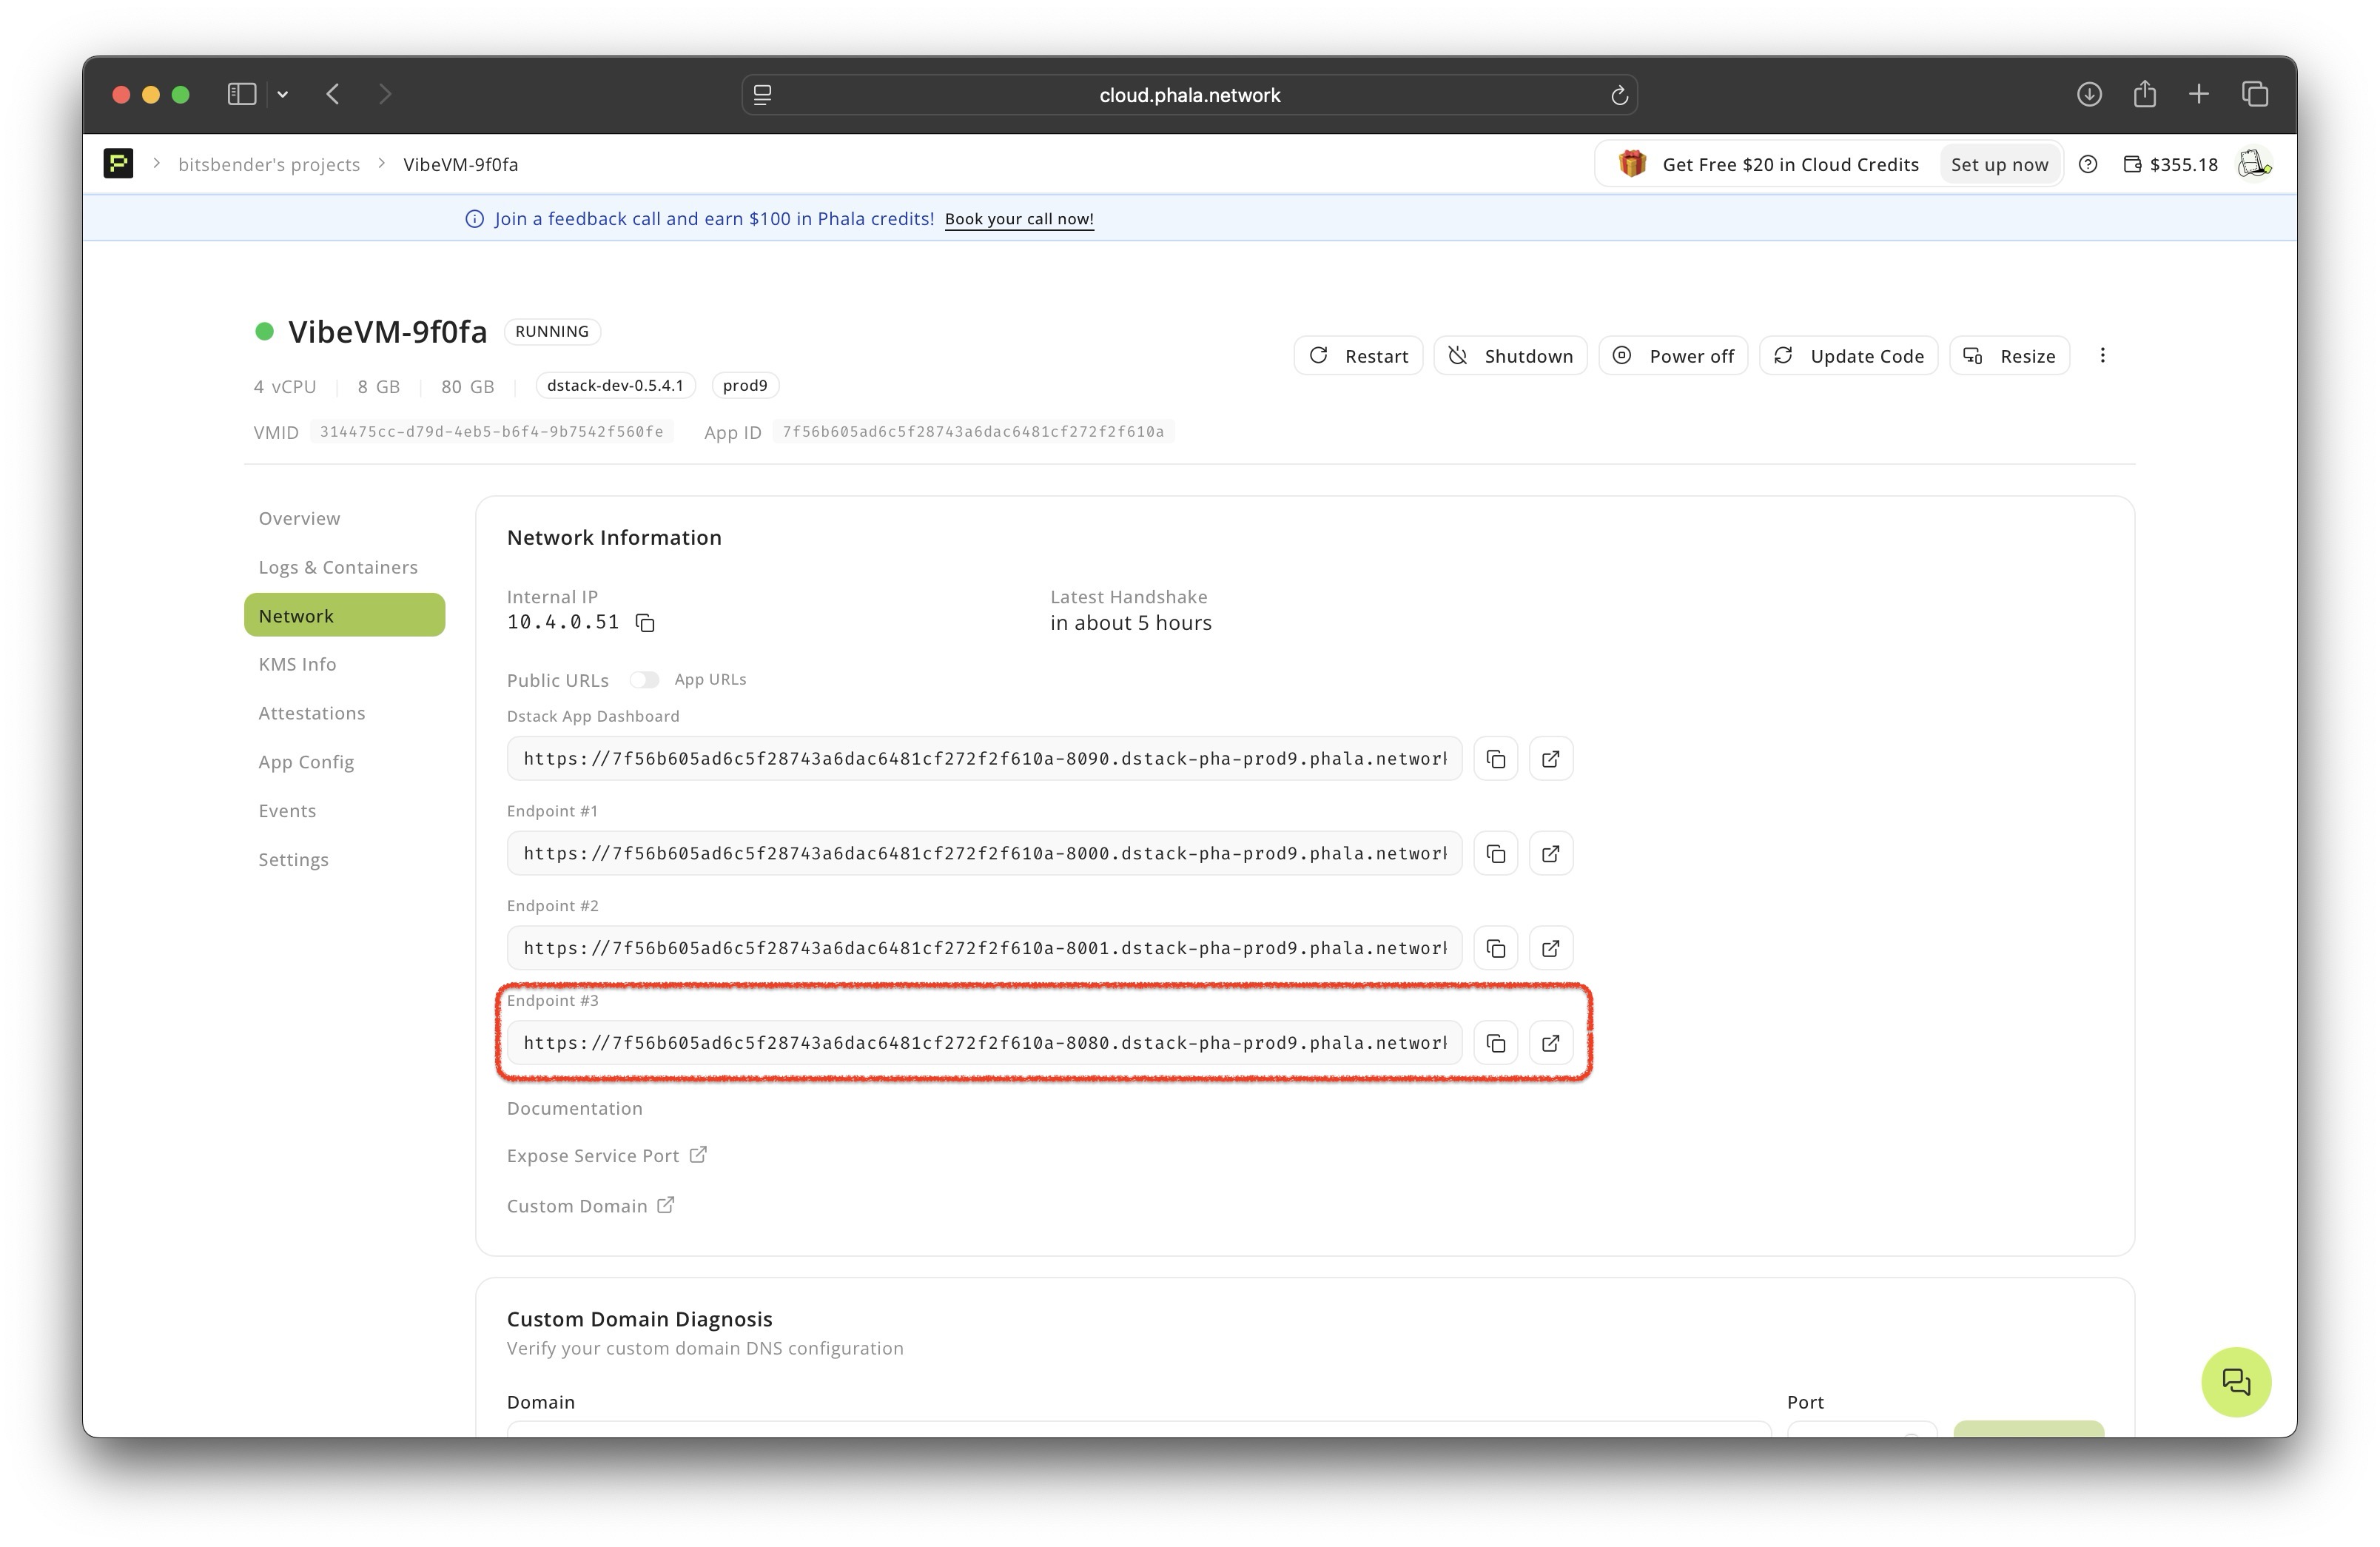 cloud.phala.network
bitsbender's projects > VibeVM-9f0fa
Get Free $20 in Cloud Credits Set up now $355.18
Join a feedback call and earn $100 in Phala credits! Book your call now!
VibeVM-9f0fa RUNNING
Restart Shutdown Power off Update Code Resize
4 vCPU 8 GB 80 GB dstack-dev-0.5.4.1 prod9
VMID 314475cc-d79d-4eb5-b6f4-9b7542f560fe App ID 7f56b605ad6c5f28743a6dac6481cf272f2f610a
Overview
Logs & Containers
Network
KMS Info
Attestations
App Config
Events
Settings
Network Information
Internal IP
10.4.0.51
Latest Handshake
in about 5 hours
Public URLs App URLs
Dstack App Dashboard
https://7f56b605ad6c5f28743a6dac6481cf272f2f610a-8090.dstack-pha-prod9.phala.network
Endpoint #1
https://7f56b605ad6c5f28743a6dac6481cf272f2f610a-8000.dstack-pha-prod9.phala.network
Endpoint #2
https://7f56b605ad6c5f28743a6dac6481cf272f2f610a-8001.dstack-pha-prod9.phala.network
Endpoint #3
https://7f56b605ad6c5f28743a6dac6481cf272f2f610a-8080.dstack-pha-prod9.phala.network
Documentation
Expose Service Port
Custom Domain
Custom Domain Diagnosis
Verify your custom domain DNS configuration
Domain
Port